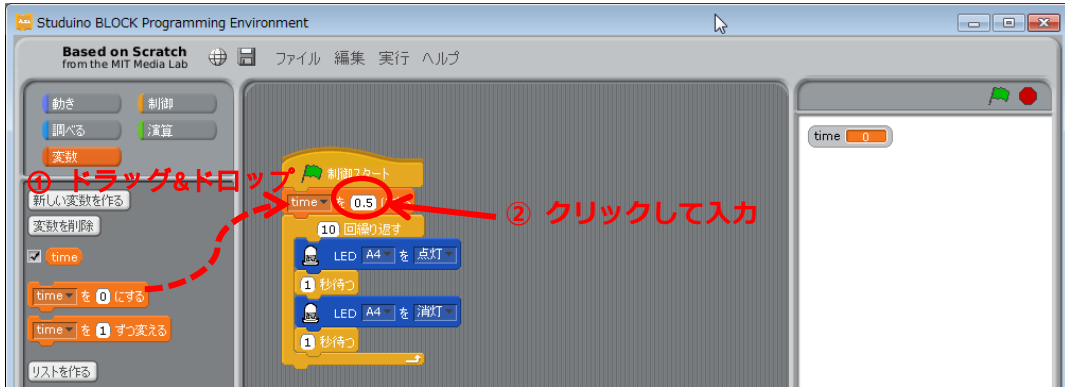 Studuino BLOCK Programming Environment
Based on Scratch
from the MIT Media Lab
ファイル 編集 実行 ヘルプ
動き 制御
調べる 演算
変数
① ドラッグ&ドロップ
新しい変数を作る
変数を削除
time
time を 0 にする
time を 1 ずつ変える
リストを作る
制御スタート
time を 0.5
② クリックして入力
10 回繰り返す
LED A4 を 点灯
1 秒待つ
LED A4 を 消灯
1 秒待つ
time 0